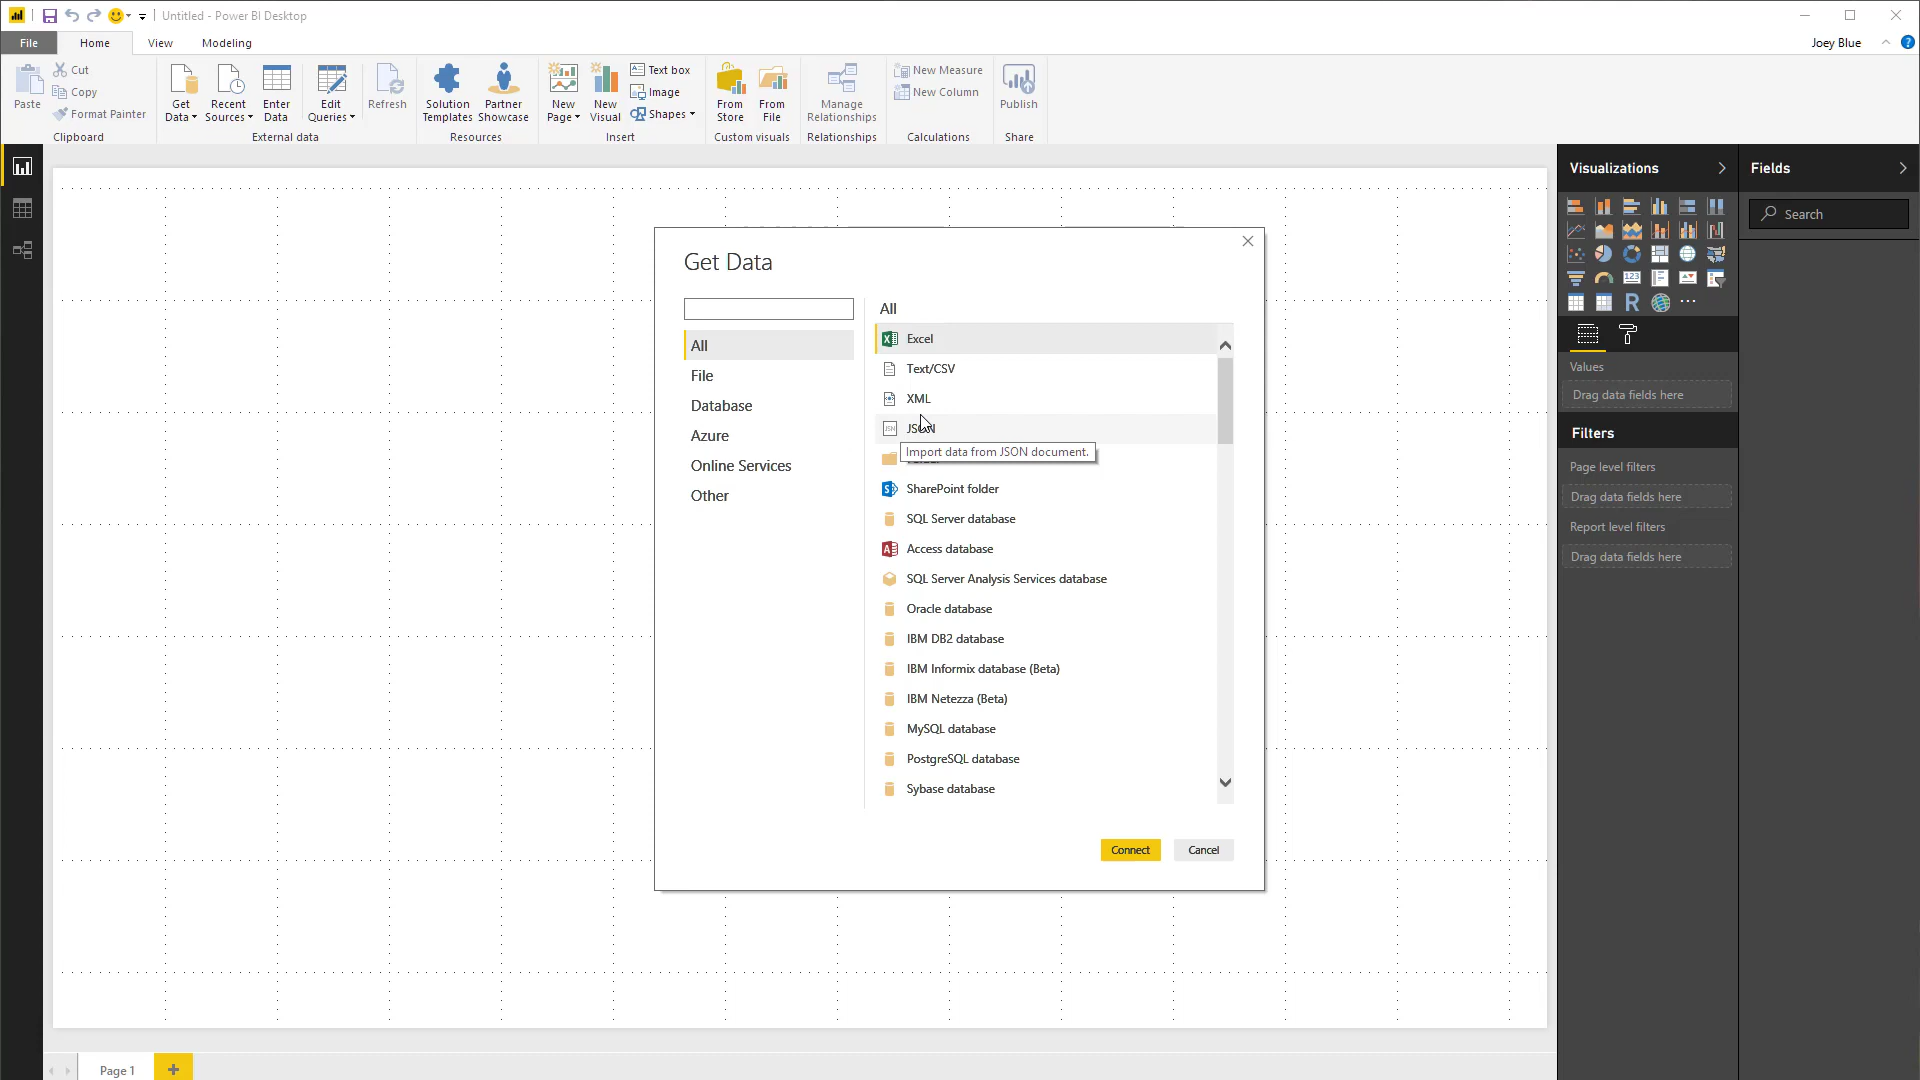 Untitled - Power BI Desktop
File
Home
View
Modeling
Joey Blue
Paste
Cut
Copy
Format Painter
Clipboard
Get
Data
Recent
Sources
Enter
Data
Edit
Queries
Refresh
External data
Solution
Templates
Partner
Showcase
Resources
New
Page
New
Visual
Text box
Image
Shapes
Insert
From
Store
From
File
Custom visuals
Manage
Relationships
Relationships
New Measure
New Column
Calculations
Publish
Share
Visualizations
Values
Drag data fields here
Filters
Page level filters
Drag data fields here
Report level filters
Drag data fields here
Fields
Search
Get Data
All
File
Database
Azure
Online Services
Other
All
Excel
Text/CSV
XML
JSON
Import data from JSON document.
SharePoint folder
SQL Server database
Access database
SQL Server Analysis Services database
Oracle database
IBM DB2 database
IBM Informix database (Beta)
IBM Netezza (Beta)
MySQL database
PostgreSQL database
Sybase database
Connect
Cancel
Page 1